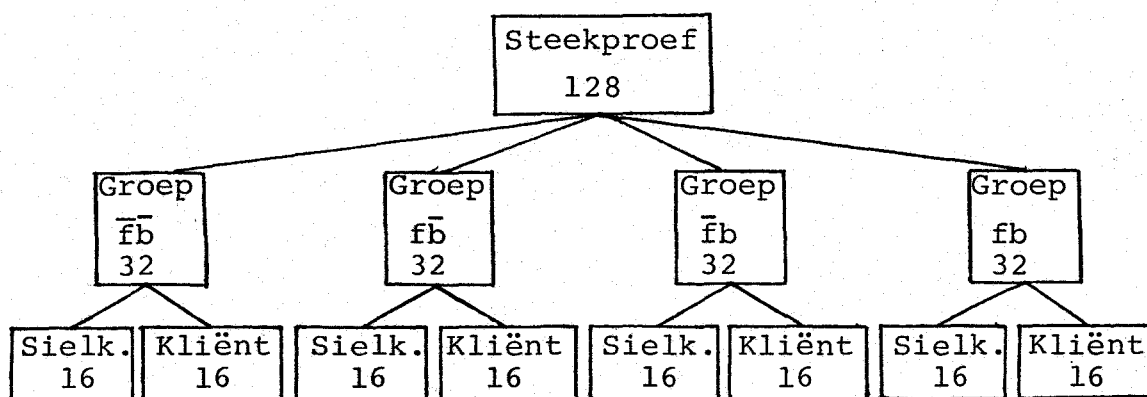 Steekproef
128
Groep Groep Groep Groep
f̅b̅ fb̅ f̅b fb
32 32 32 32
Sielk. Kliënt Sielk. Kliënt Sielk. Kliënt Sielk. Kliënt
16 16 16 16 16 16 16 16